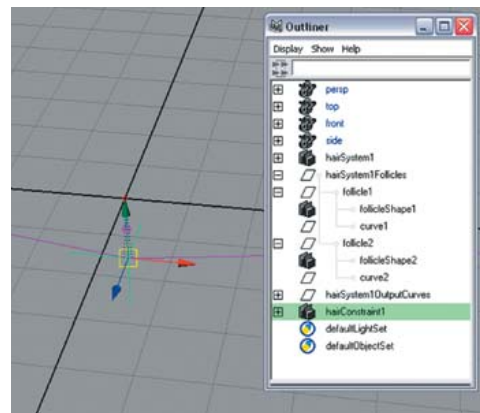 Outliner
Display Show Help
persp
top
front
side
hairSystem1
hairSystem1Follicles
follicle1
follicleShape1
curve1
follicle2
follicleShape2
curve2
hairSystem1OutputCurves
hairConstraint1
defaultLightSet
defaultObjectSet